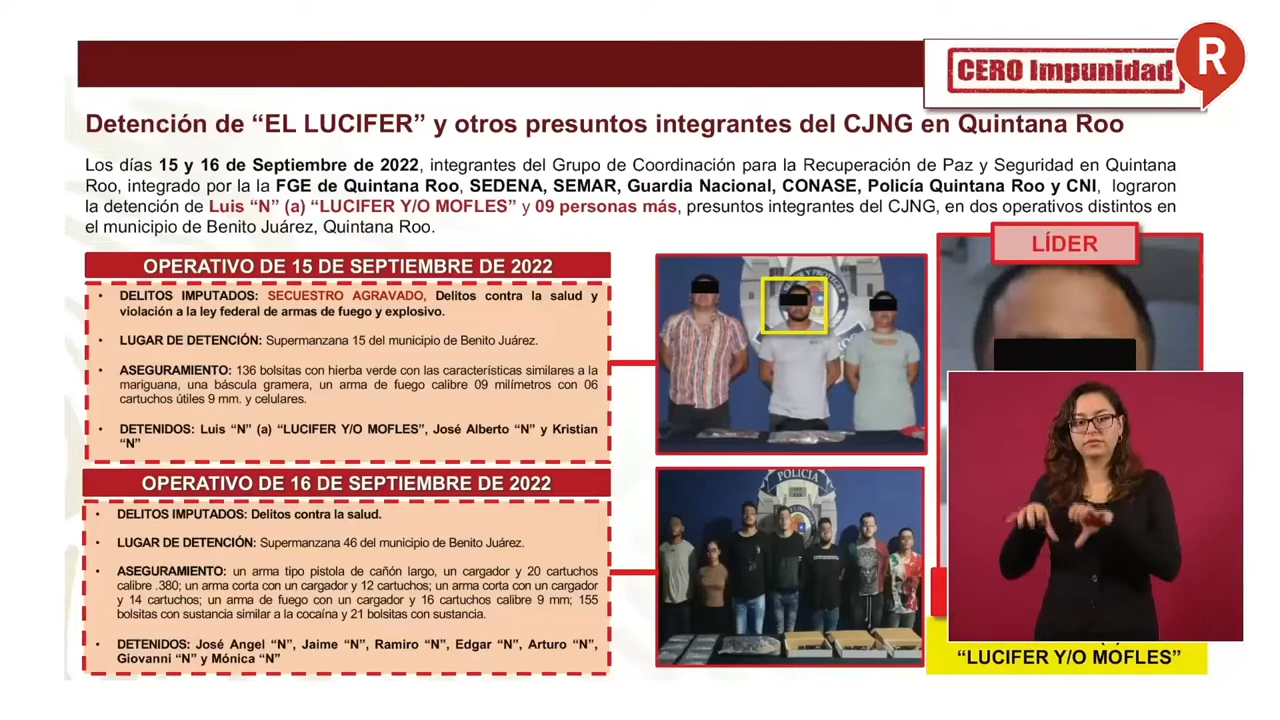 CERO Impunidad
R
Detención de “EL LUCIFER” y otros presuntos integrantes del CJNG en Quintana Roo
Los días 15 y 16 de Septiembre de 2022, integrantes del Grupo de Coordinación para la Recuperación de Paz y Seguridad en Quintana
Roo, integrado por la la FGE de Quintana Roo, SEDENA, SEMAR, Guardia Nacional, CONASE, Policía Quintana Roo y CNI, lograron
la detención de Luis “N” (a) “LUCIFER Y/O MOFLES” y 09 personas más, presuntos integrantes del CJNG, en dos operativos distintos en
el municipio de Benito Juárez, Quintana Roo.
OPERATIVO DE 15 DE SEPTIEMBRE DE 2022
• DELITOS IMPUTADOS: SECUESTRO AGRAVADO, Delitos contra la salud y
violación a la ley federal de armas de fuego y explosivo.
• LUGAR DE DETENCIÓN: Supermanzana 15 del municipio de Benito Juárez.
• ASEGURAMIENTO: 136 bolsitas con hierba verde con las características similares a la
mariguana, una báscula gramera, un arma de fuego calibre 09 milímetros con 06
cartuchos útiles 9 mm. y celulares.
• DETENIDOS: Luis “N” (a) “LUCIFER Y/O MOFLES”, José Alberto “N” y Kristian
“N”
OPERATIVO DE 16 DE SEPTIEMBRE DE 2022
• DELITOS IMPUTADOS: Delitos contra la salud.
• LUGAR DE DETENCIÓN: Supermanzana 46 del municipio de Benito Juárez.
• ASEGURAMIENTO: un arma tipo pistola de cañón largo, un cargador y 20 cartuchos
calibre .380; un arma corta con un cargador y 12 cartuchos; un arma corta con un cargador
y 14 cartuchos; un arma de fuego con un cargador y 16 cartuchos calibre 9 mm; 155
bolsitas con sustancia similar a la cocaína y 21 bolsitas con sustancia.
• DETENIDOS: José Angel “N”, Jaime “N”, Ramiro “N”, Edgar “N”, Arturo “N”,
Giovanni “N” y Mónica “N”
POLICÍA
LÍDER
“LUCIFER Y/O MOFLES”